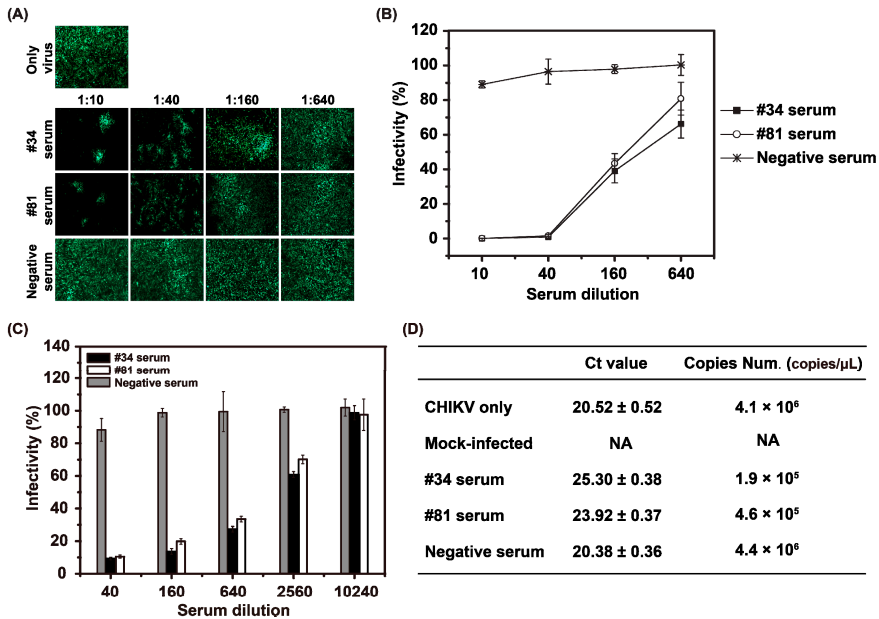 (A)
Only
virus
1:10 1:40 1:160 1:640
#34
serum
#81
serum
Negative
serum
(B)
120
100
80
60
40
20
0
Infectivity (%)
10 40 160 640
Serum dilution
#34 serum
#81 serum
Negative serum
(C)
140
120
100
80
60
40
20
0
Infectivity (%)
#34 serum
#81 serum
Negative serum
40 160 640 2560 10240
Serum dilution
(D)
Ct value Copies Num. (copies/µL)
CHIKV only 20.52 ± 0.52 4.1 × 10⁶
Mock-infected NA NA
#34 serum 25.30 ± 0.38 1.9 × 10⁵
#81 serum 23.92 ± 0.37 4.6 × 10⁵
Negative serum 20.38 ± 0.36 4.4 × 10⁶